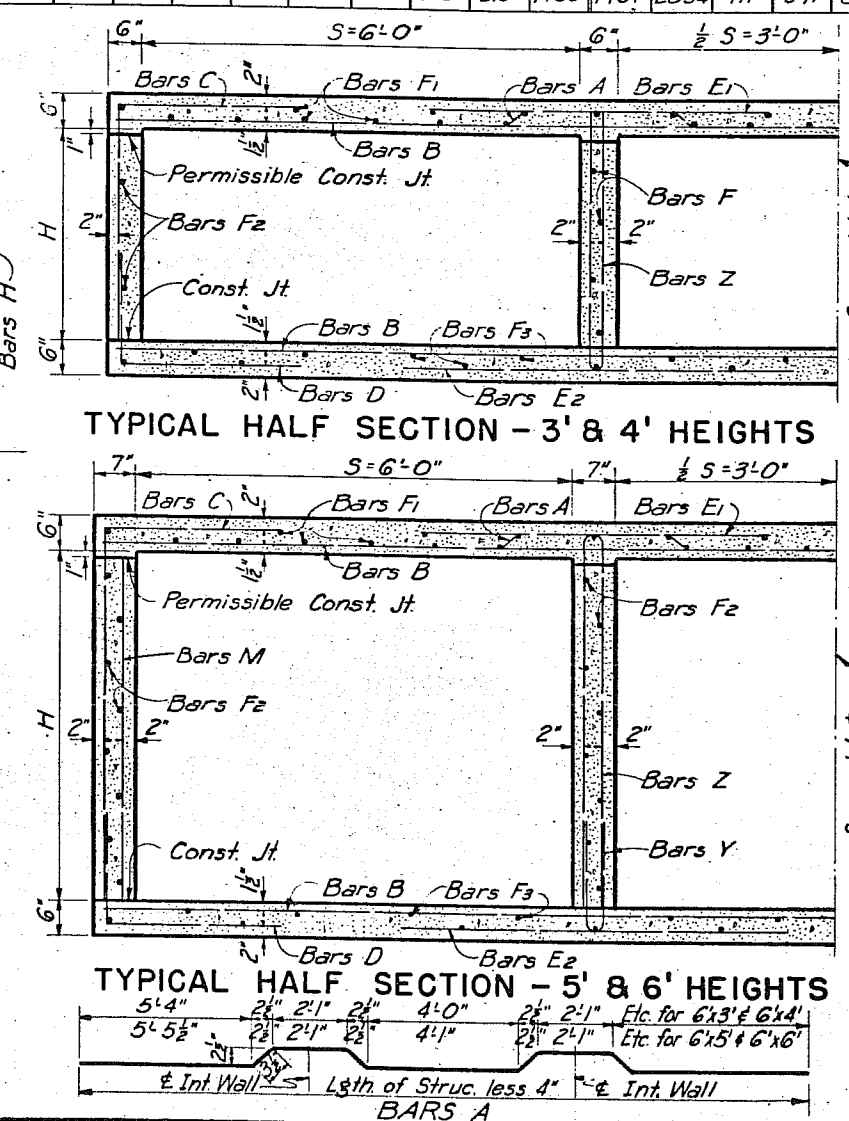 6" S=6'-0" 6" ½ S=3'-0"
Bars C 2" Bars F1 Bars A Bars E1
6"
1" 1½" Bars B
Permissible Const. Jt.
Bars F
H 2" Bars F2 2" 2"
Bars H
Bars Z
Const. Jt.
6" 1½" Bars B Bars F3
2" Bars D Bars E2
TYPICAL HALF SECTION - 3' & 4' HEIGHTS
7" S=6'-0" 7" ½ S=3'-0"
Bars C 2" Bars F1 Bars A Bars E1
6"
1" 1½" Bars B
Permissible Const. Jt.
Bars F2
Bars M
Bars F2
H 2" 2" 2" 2"
Bars Z
Const. Jt. Bars Y
6" 1½" Bars B Bars F3
2" Bars D Bars E2
TYPICAL HALF SECTION - 5' & 6' HEIGHTS
5'-4" 2½" 2'-1" 2½" 4'-0" 2½" 2'-1" Etc. for 6'x3' & 6'x4'
5'-5½" 2½" 2'-1" 2½" 4'-1" 2½" 2'-1" Etc. for 6'x5' & 6'x6'
2½" 3½"
℄ Int. Wall Lgth of Struc. less 4" ℄ Int. Wall
BARS A